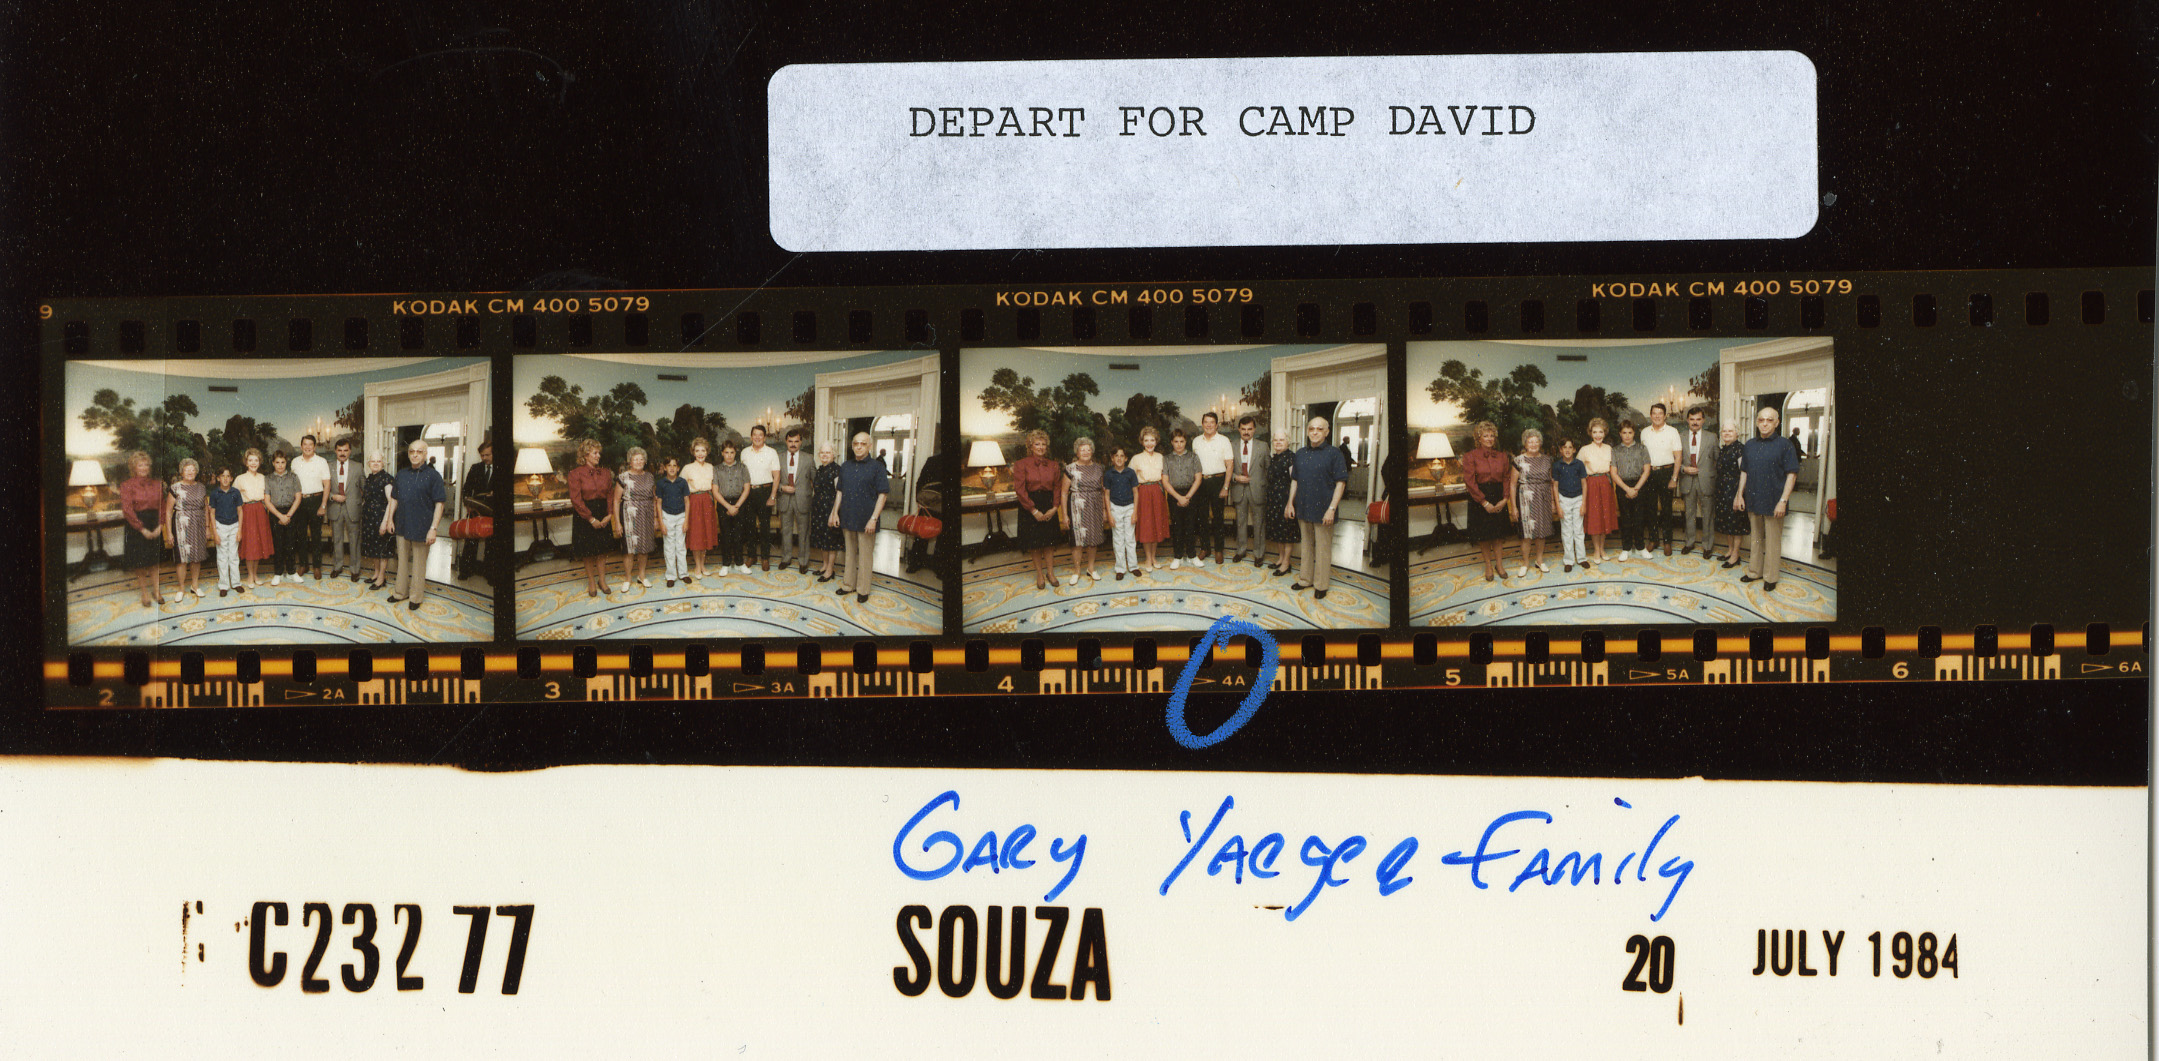 DEPART FOR CAMP DAVID
9
KODAK CM 400 5079 KODAK CM 400 5079 KODAK CM 400 5079
2 2A 3 3A 4 4A 5 5A 6 6A
Gary Yaeger Family
C232 77 SOUZA 20 JULY 1984